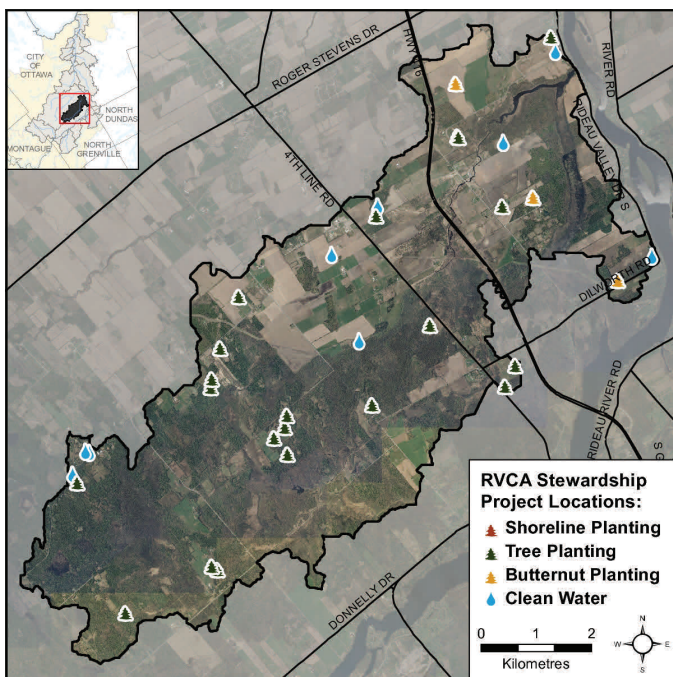 CITY OF
OTTAWA
NORTH
DUNDAS
MONTAGUE
NORTH
GRENVILLE
ROGER STEVENS DR
HWY 416
RIVER RD
RIDEAU VALLEY DR S
4TH LINE RD
DILWORTH RD
RIDEAU RIVER RD
DONNELLY DR
RVCA Stewardship
Project Locations:
Shoreline Planting
Tree Planting
Butternut Planting
Clean Water
0 1 2
Kilometres
N
W E
S